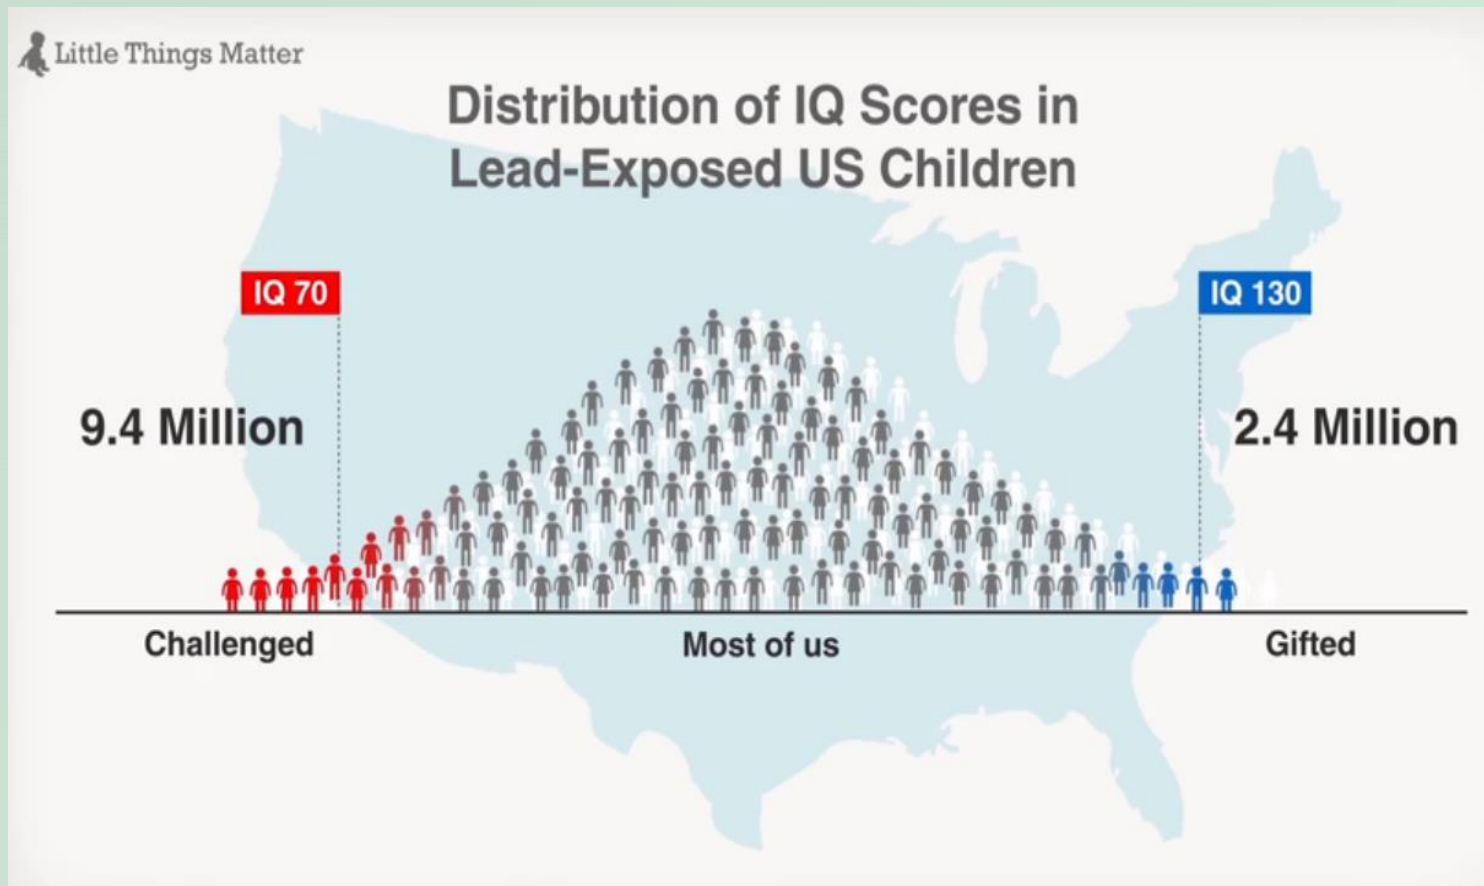 Little Things Matter
Distribution of IQ Scores in
Lead-Exposed US Children
IQ 70
IQ 130
9.4 Million
2.4 Million
Challenged
Most of us
Gifted